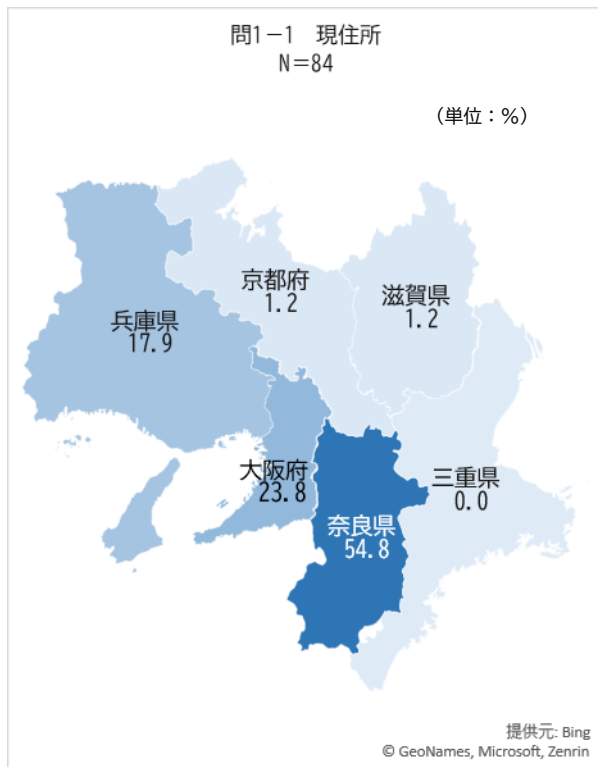 問1－1　現住所
N＝84
（単位：％）
京都府
1.2
滋賀県
1.2
兵庫県
17.9
大阪府
23.8
三重県
0.0
奈良県
54.8
提供元: Bing
© GeoNames, Microsoft, Zenrin